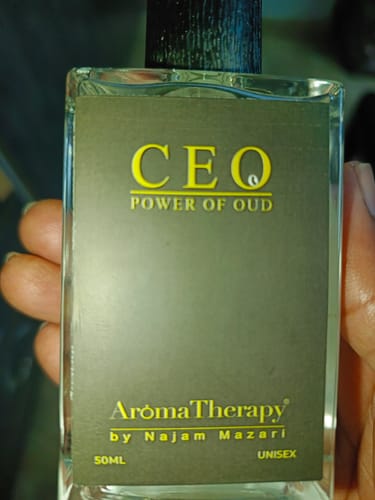 CEO
POWER OF OUD
AromaTherapy®
by Najam Mazari
50ML
UNISEX